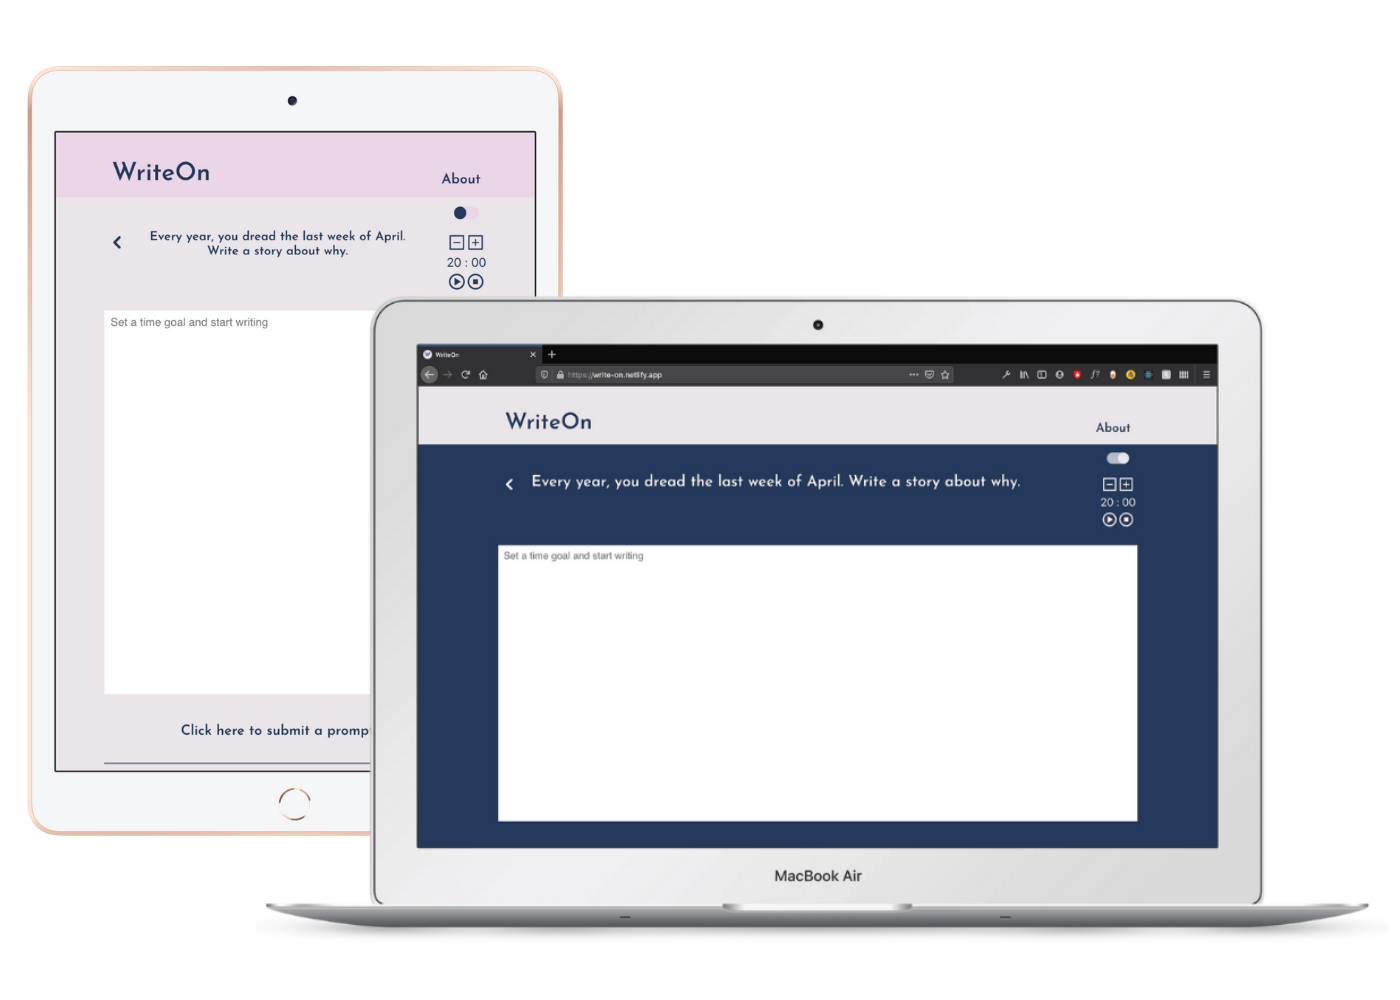 WriteOn
About
Every year, you dread the last week of April.
Write a story about why.
20 : 00
Set a time goal and start writing
Click here to submit a promp
WriteOn
https://write-on.netlify.app
WriteOn
About
Every year, you dread the last week of April. Write a story about why.
20 : 00
Set a time goal and start writing
MacBook Air